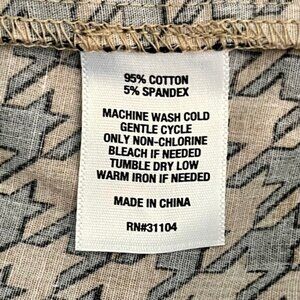 95% COTTON
5% SPANDEX
MACHINE WASH COLD
GENTLE CYCLE
ONLY NON-CHLORINE
BLEACH IF NEEDED
TUMBLE DRY LOW
WARM IRON IF NEEDED
MADE IN CHINA
RN#31104